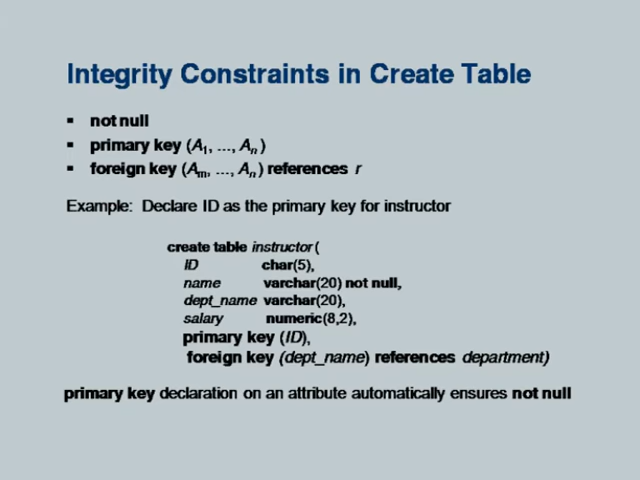 Integrity Constraints in Create Table
▪ not null
▪ primary key (A1, ..., An )
▪ foreign key (Am, ..., An ) references r
Example: Declare ID as the primary key for instructor
create table instructor (
ID char(5),
name varchar(20) not null,
dept_name varchar(20),
salary numeric(8,2),
primary key (ID),
foreign key (dept_name) references department)
primary key declaration on an attribute automatically ensures not null